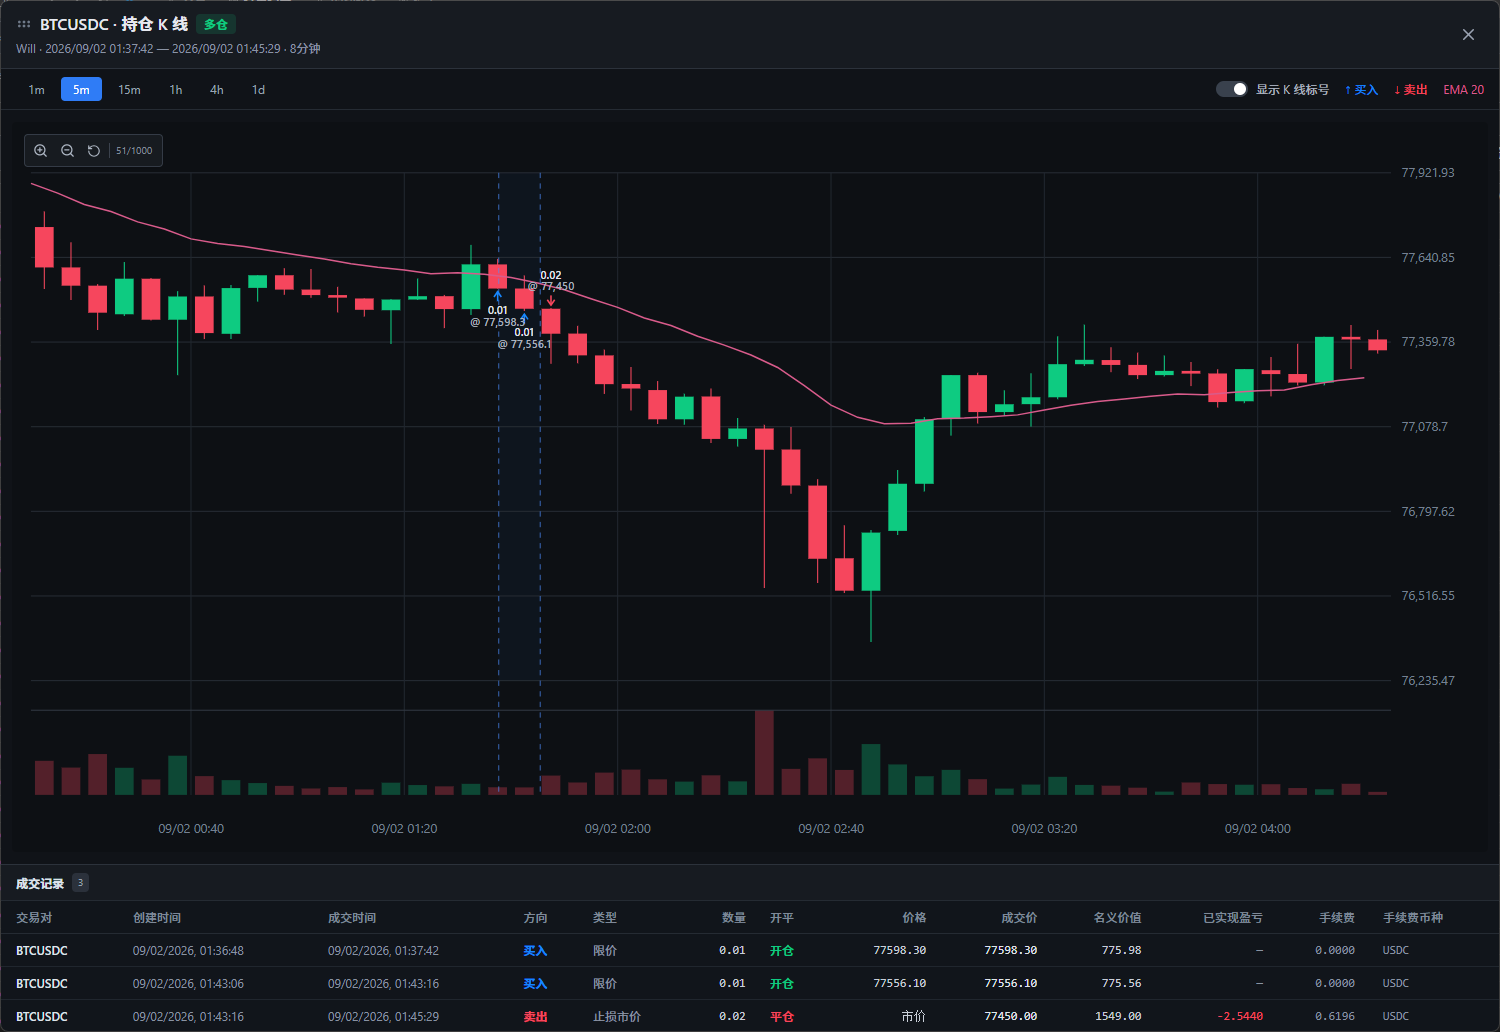 BTCUSDC · 持仓 K 线 多仓
Will · 2026/09/02 01:37:42 — 2026/09/02 01:45:29 · 8分钟
1m 5m 15m 1h 4h 1d 显示 K 线标号 ↑ 买入 ↓ 卖出 EMA 20
51/1000
77,921.93
77,640.85
77,359.78
77,078.7
76,797.62
76,516.55
76,235.47
0.02
@ 77,450
0.01
@ 77,598.3
0.01
@ 77,556.1
09/02 00:40 09/02 01:20 09/02 02:00 09/02 02:40 09/02 03:20 09/02 04:00
成交记录 3
交易对 创建时间 成交时间 方向 类型 数量 开平 价格 成交价 名义价值 已实现盈亏 手续费 手续费币种
BTCUSDC 09/02/2026, 01:36:48 09/02/2026, 01:37:42 买入 限价 0.01 开仓 77598.30 77598.30 775.98 — 0.0000 USDC
BTCUSDC 09/02/2026, 01:43:06 09/02/2026, 01:43:16 买入 限价 0.01 开仓 77556.10 77556.10 775.56 — 0.0000 USDC
BTCUSDC 09/02/2026, 01:43:16 09/02/2026, 01:45:29 卖出 止损市价 0.02 平仓 市价 77450.00 1549.00 -2.5440 0.6196 USDC